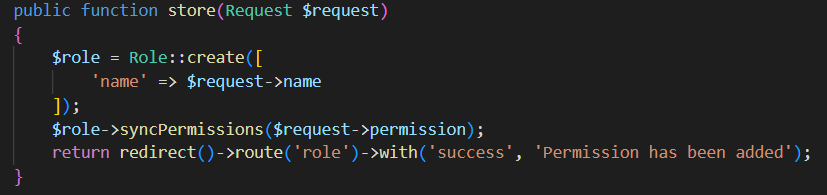 public function store(Request $request)
{
$role = Role::create([
'name' => $request->name
]);
$role->syncPermissions($request->permission);
return redirect()->route('role')->with('success', 'Permission has been added');
}